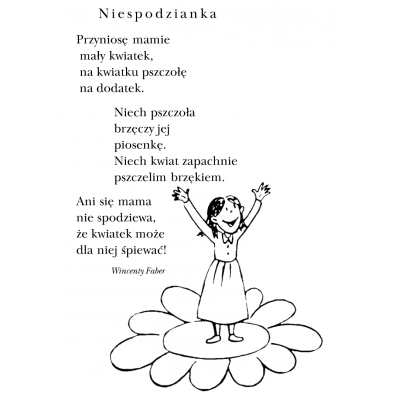 Niespodzianka
Przyniosę mamie
mały kwiatek,
na kwiatku pszczołę
na dodatek.
Niech pszczoła
brzęczy jej
piosenkę.
Niech kwiat zapachnie
pszczelim brzękiem.
Ani się mama
nie spodziewa,
że kwiatek może
dla niej śpiewać!
Wincenty Faber